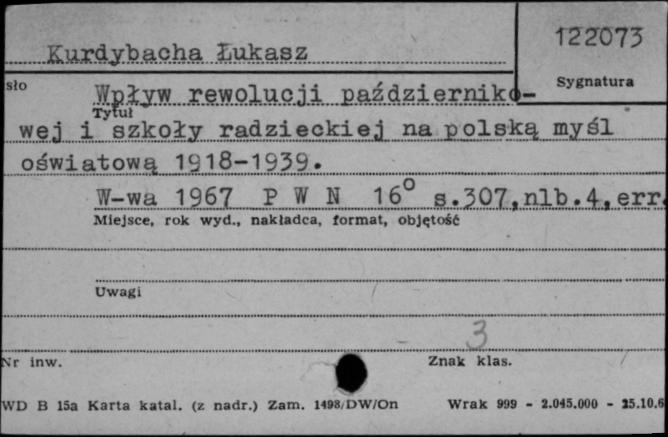 122073
Kurdybacha Łukasz
Sygnatura
sło
Wpływ rewolucji październiko-
Tytuł
wej i szkoły radzieckiej na polską myśl
oświatową 1918-1939.
W-wa 1967 P W N 16° s.307,nlb.4,err.
Miejsce, rok wyd., nakładca, format, objętość
Uwagi
3
Nr inw.
Znak klas.
WD B 15a Karta katal. (z nadr.) Zam. 1498/DW/On Wrak 999 - 2.045.000 - 25.10.6